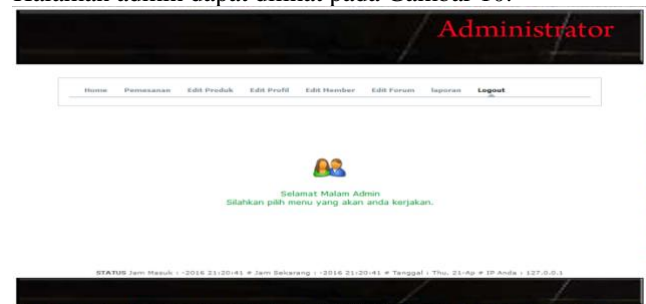 Halaman admin dapat dilihat pada Gambar 10.
Administrator
Home Pemesanan Edit Produk Edit Profil Edit Member Edit Forum laporan Logout
Selamat Malam Admin
Silahkan pilih menu yang akan anda kerjakan.
STATUS Jam Masuk : -2016 21:20:41 # Jam Sekarang : -2016 21:20:41 # Tanggal : Thu, 21-Ap # IP Anda : 127.0.0.1